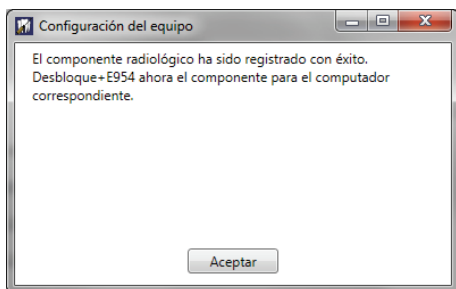 Configuración del equipo
El componente radiológico ha sido registrado con éxito.
Desbloque+E954 ahora el componente para el computador
correspondiente.
Aceptar